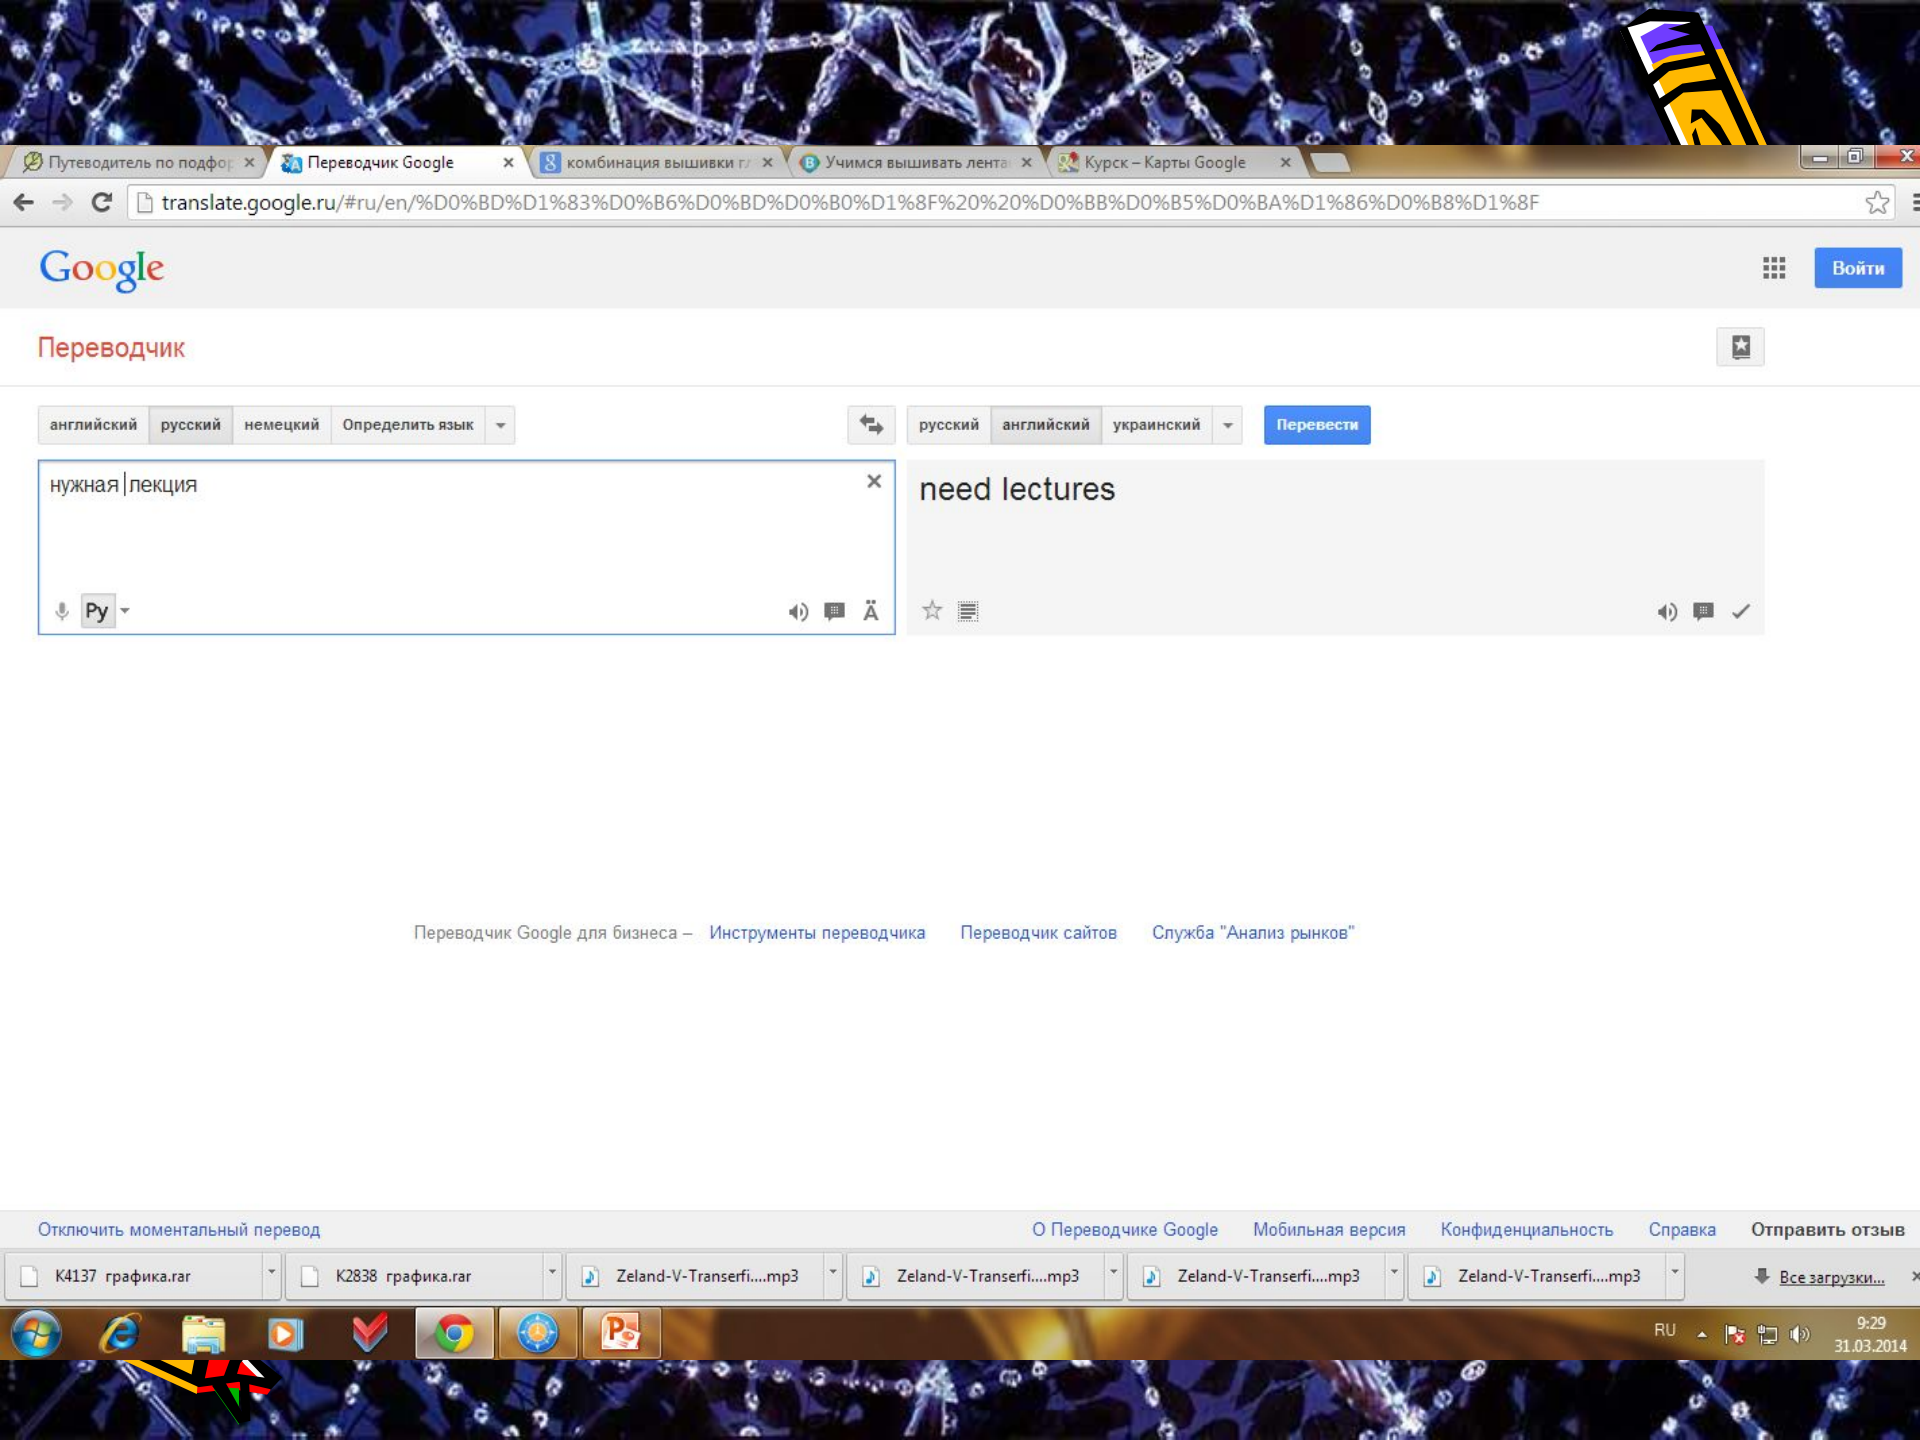 Путеводитель по подфор
Переводчик Google
комбинация вышивки гл
Учимся вышивать лента
Курск – Карты Google
translate.google.ru/#ru/en/%D0%BD%D1%83%D0%B6%D0%BD%D0%B0%D1%8F%20%20%D0%BB%D0%B5%D0%BA%D1%86%D0%B8%D1%8F
Google
Войти
Переводчик
английский русский немецкий Определить язык
русский английский украинский Перевести
нужная лекция
need lectures
Ру
Ä
Переводчик Google для бизнеса – Инструменты переводчика Переводчик сайтов Служба "Анализ рынков"
Отключить моментальный перевод
О Переводчике Google Мобильная версия Конфиденциальность Справка Отправить отзыв
K4137 графика.rar
K2838 графика.rar
Zeland-V-Transerfi....mp3
Zeland-V-Transerfi....mp3
Zeland-V-Transerfi....mp3
Zeland-V-Transerfi....mp3
Все загрузки...
RU
9:29
31.03.2014